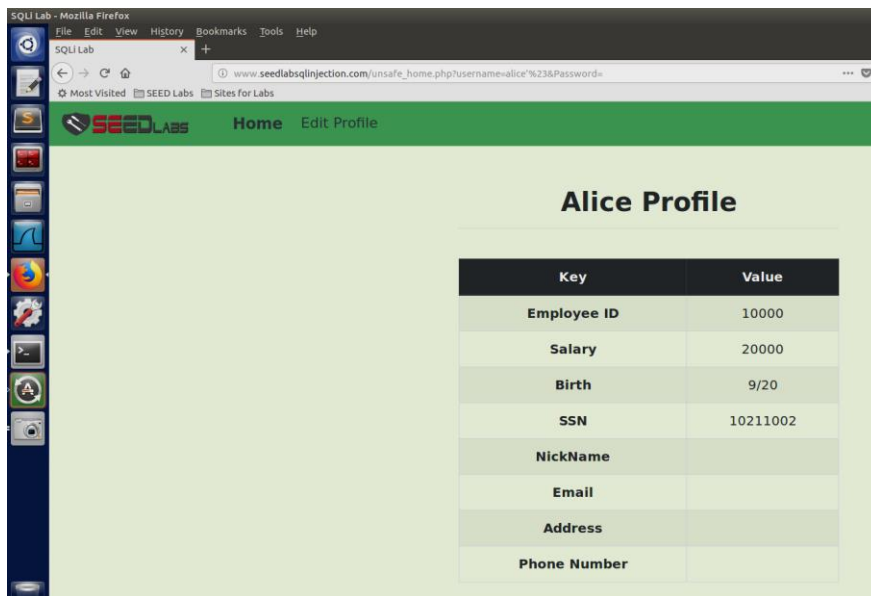 SQLi Lab - Mozilla Firefox
File Edit View History Bookmarks Tools Help
SQLi Lab × +
www.seedlabsqlinjection.com/unsafe_home.php?username=alice'%23&Password=
Most Visited SEED Labs Sites for Labs
SEEDLABS Home Edit Profile
Alice Profile
Key Value
Employee ID 10000
Salary 20000
Birth 9/20
SSN 10211002
NickName
Email
Address
Phone Number